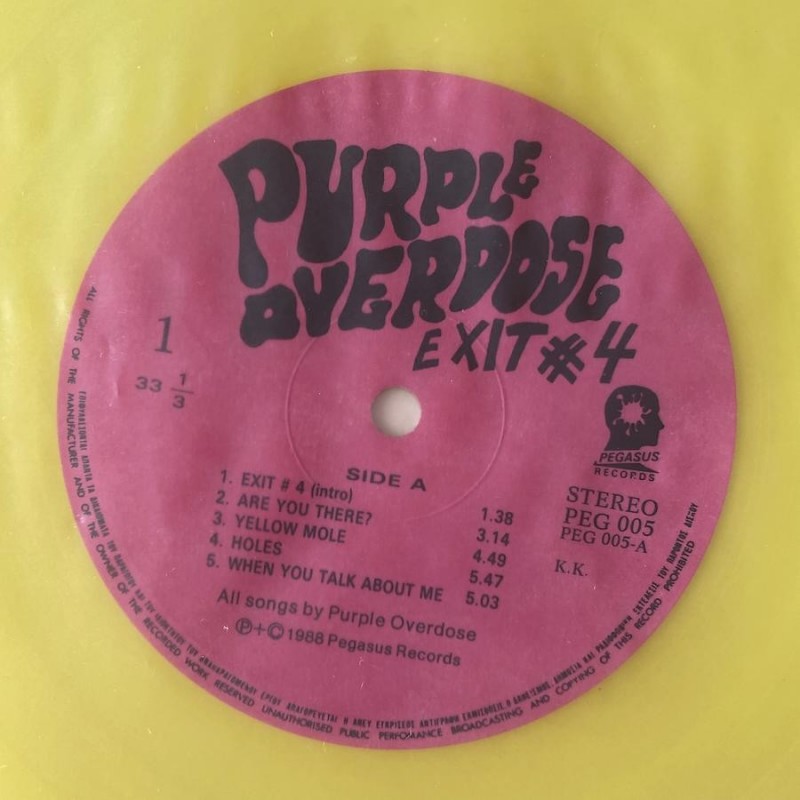 PURPLE
OVERDOSE
EXIT #4
1
33 1/3
PEGASUS
RECORDS
SIDE A
STEREO
PEG 005
PEG 005-A
K.K.
1. EXIT # 4 (intro) 1.38
2. ARE YOU THERE? 3.14
3. YELLOW MOLE 4.49
4. HOLES 5.47
5. WHEN YOU TALK ABOUT ME 5.03
All songs by Purple Overdose
Ⓟ+© 1988 Pegasus Records
ALL RIGHTS OF THE MANUFACTURER AND OF THE OWNER OF THE RECORDED WORK RESERVED UNAUTHORISED PUBLIC PERFOMANCE BROADCASTING AND COPYING OF THIS RECORD PROHIBITED